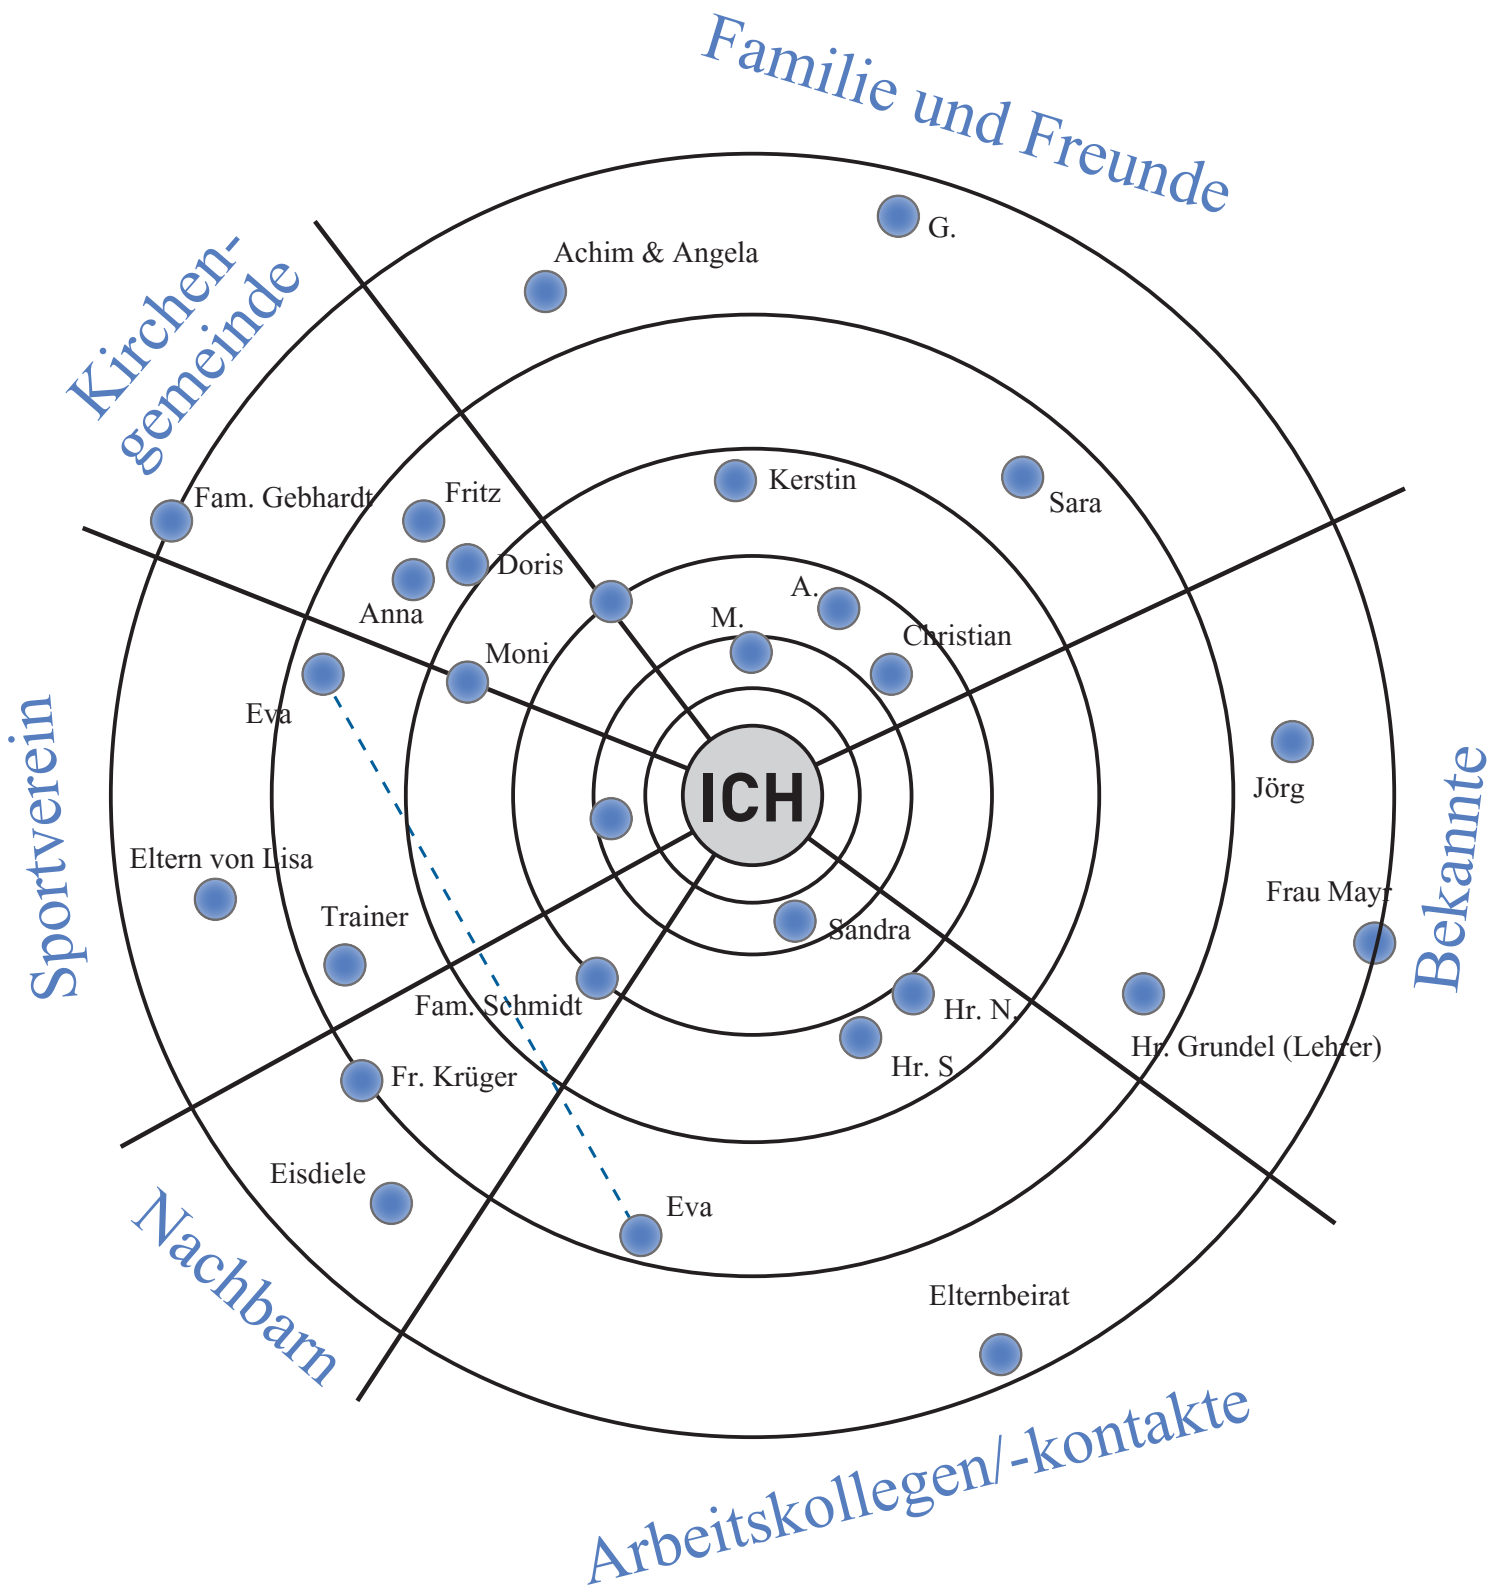 Familie und Freunde
G.
Achim & Angela
Kirchen-
gemeinde
Kerstin
Fam. Gebhardt
Fritz
Sara
Doris
A.
Anna
M.
Christian
Moni
Eva
Sportverein
ICH
Jörg
Bekannte
Eltern von Lisa
Frau Mayr
Trainer
Sandra
Fam. Schmidt
Hr. N.
Hr. Grundel (Lehrer)
Hr. S
Fr. Krüger
Eisdiele
Eva
Nachbarn
Elternbeirat
Arbeitskollegen/-kontakte